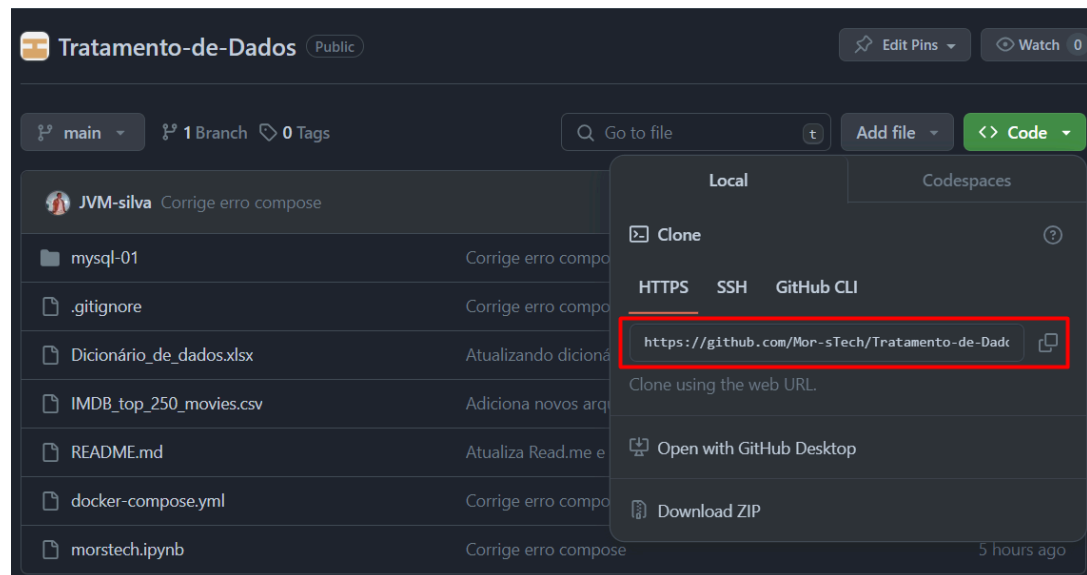 Tratamento-de-Dados Public Edit Pins Watch 0
main 1 Branch 0 Tags Go to file t Add file <> Code
Local Codespaces
JVM-silva Corrige erro compose
Clone
mysql-01 Corrige erro compo
HTTPS SSH GitHub CLI
.gitignore Corrige erro compo
https://github.com/Mor-sTech/Tratamento-de-Dado
Dicionário_de_dados.xlsx Atualizando dicioná
Clone using the web URL.
IMDB_top_250_movies.csv Adiciona novos arqu
README.md Atualiza Read.me e
Open with GitHub Desktop
docker-compose.yml Corrige erro compo
Download ZIP
morstech.ipynb Corrige erro compose 5 hours ago